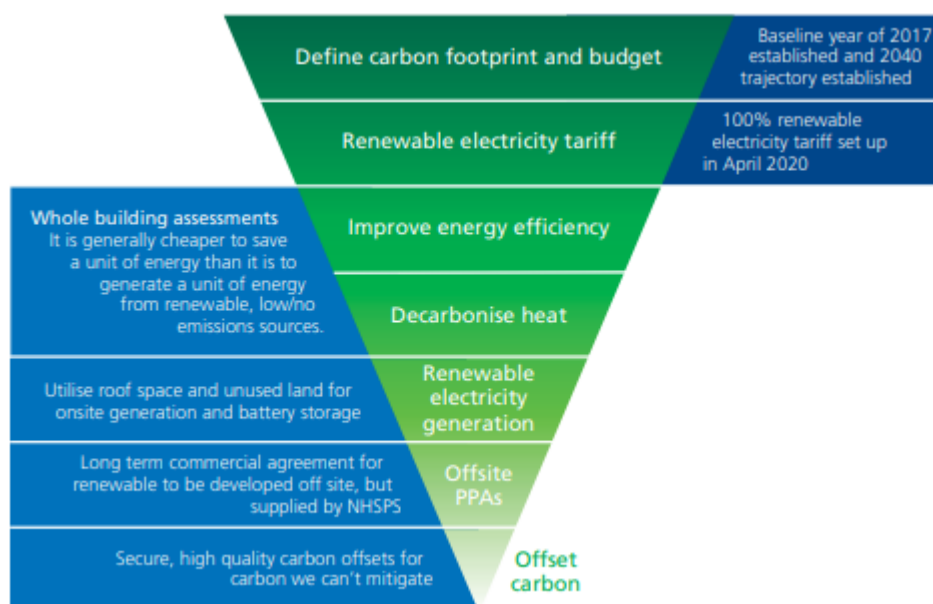 Define carbon footprint and budget
Baseline year of 2017
established and 2040
trajectory established
Renewable electricity tariff
100% renewable
electricity tariff set up
in April 2020
Whole building assessments
It is generally cheaper to save
a unit of energy than it is to
generate a unit of energy
from renewable, low/no
emissions sources.
Improve energy efficiency
Decarbonise heat
Utilise roof space and unused land for
onsite generation and battery storage
Renewable
electricity
generation
Long term commercial agreement for
renewable to be developed off site, but
supplied by NHSPS
Offsite
PPAs
Secure, high quality carbon offsets for
carbon we can't mitigate
Offset
carbon